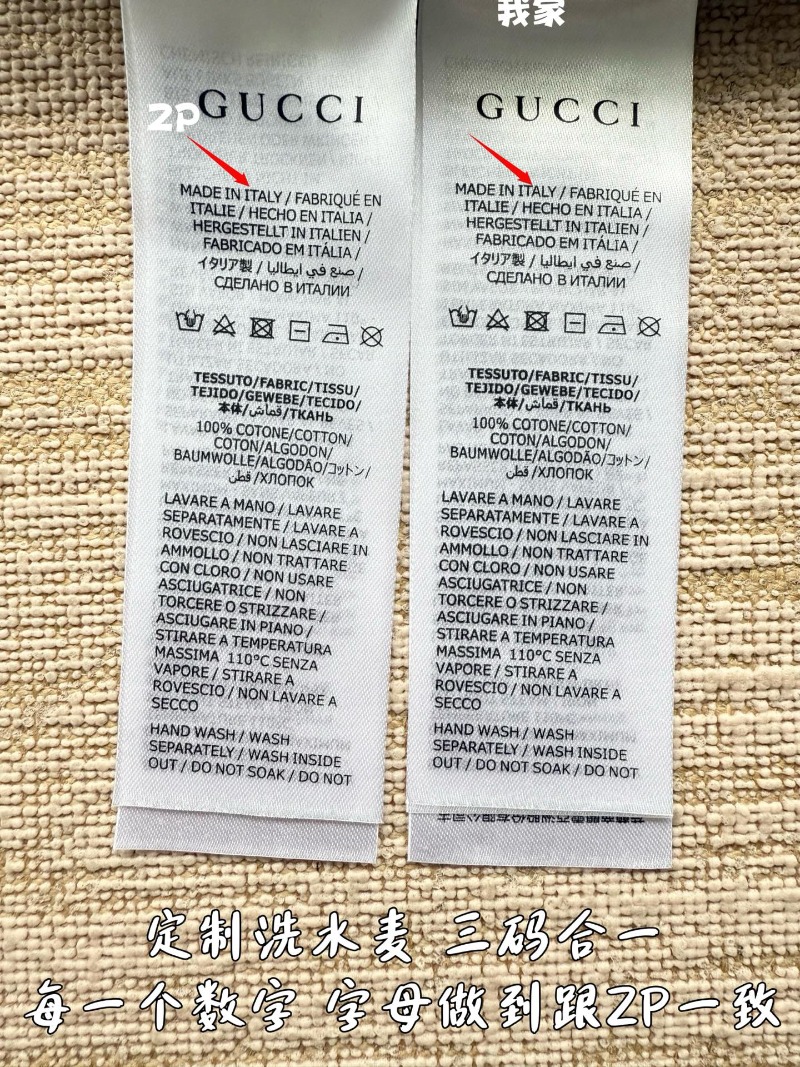 我家
2P
GUCCI
MADE IN ITALY / FABRIQUÉ EN
ITALIE / HECHO EN ITALIA /
HERGESTELLT IN ITALIEN /
FABRICADO EM ITÁLIA /
イタリア製 / صنع في ايطاليا /
СДЕЛАНО В ИТАЛИИ
TESSUTO/FABRIC/TISSU/
TEJIDO/GEWEBE/TECIDO/
本体/قماش/ТКАНЬ
100% COTONE/COTTON/
COTON/ALGODON/
BAUMWOLLE/ALGODÃO/コットン/
قطن/ХЛОПОК
LAVARE A MANO / LAVARE
SEPARATAMENTE / LAVARE A
ROVESCIO / NON LASCIARE IN
AMMOLLO / NON TRATTARE
CON CLORO / NON USARE
ASCIUGATRICE / NON
TORCERE O STRIZZARE /
ASCIUGARE IN PIANO /
STIRARE A TEMPERATURA
MASSIMA 110°C SENZA
VAPORE / STIRARE A
ROVESCIO / NON LAVARE A
SECCO
HAND WASH / WASH
SEPARATELY / WASH INSIDE
OUT / DO NOT SOAK / DO NOT
GUCCI
MADE IN ITALY / FABRIQUÉ EN
ITALIE / HECHO EN ITALIA /
HERGESTELLT IN ITALIEN /
FABRICADO EM ITÁLIA /
イタリア製 / صنع في ايطاليا /
СДЕЛАНО В ИТАЛИИ
TESSUTO/FABRIC/TISSU/
TEJIDO/GEWEBE/TECIDO/
本体/قماش/ТКАНЬ
100% COTONE/COTTON/
COTON/ALGODON/
BAUMWOLLE/ALGODÃO/コットン/
قطن/ХЛОПОК
LAVARE A MANO / LAVARE
SEPARATAMENTE / LAVARE A
ROVESCIO / NON LASCIARE IN
AMMOLLO / NON TRATTARE
CON CLORO / NON USARE
ASCIUGATRICE / NON
TORCERE O STRIZZARE /
ASCIUGARE IN PIANO /
STIRARE A TEMPERATURA
MASSIMA 110°C SENZA
VAPORE / STIRARE A
ROVESCIO / NON LAVARE A
SECCO
HAND WASH / WASH
SEPARATELY / WASH INSIDE
OUT / DO NOT SOAK / DO NOT
定制洗水麦 三码合一
每一个数字 字母做到跟ZP一致